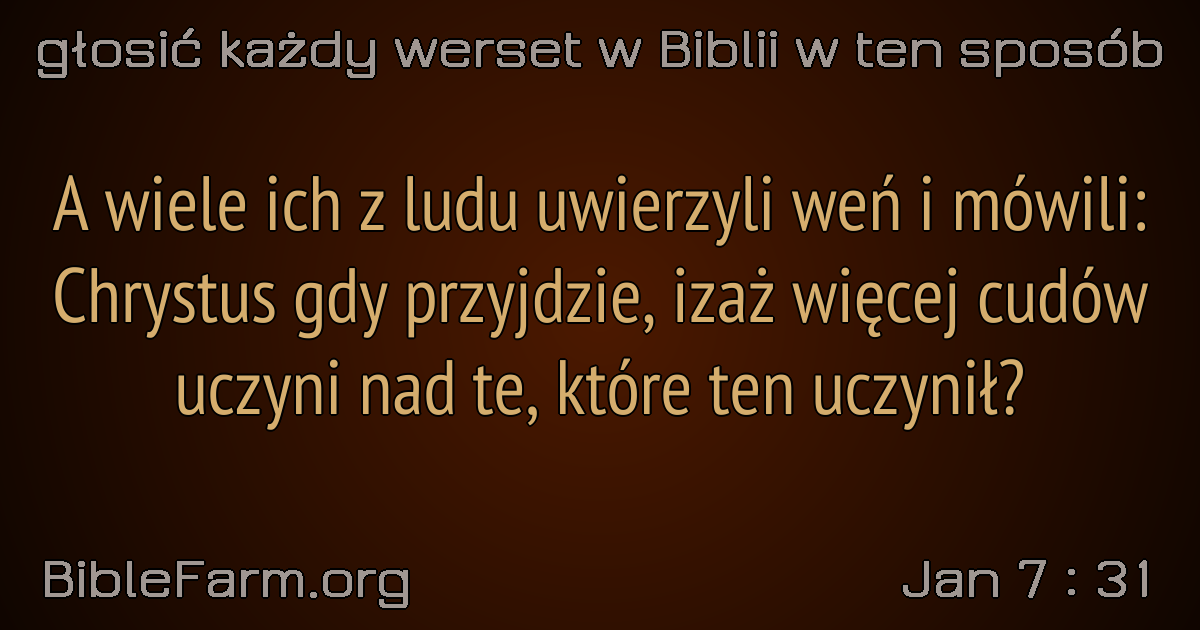 głosić każdy werset w Biblii w ten sposób
A wiele ich z ludu uwierzyli weń i mówili:
Chrystus gdy przyjdzie, izaż więcej cudów
uczyni nad te, które ten uczynił?
BibleFarm.org
Jan 7 : 31